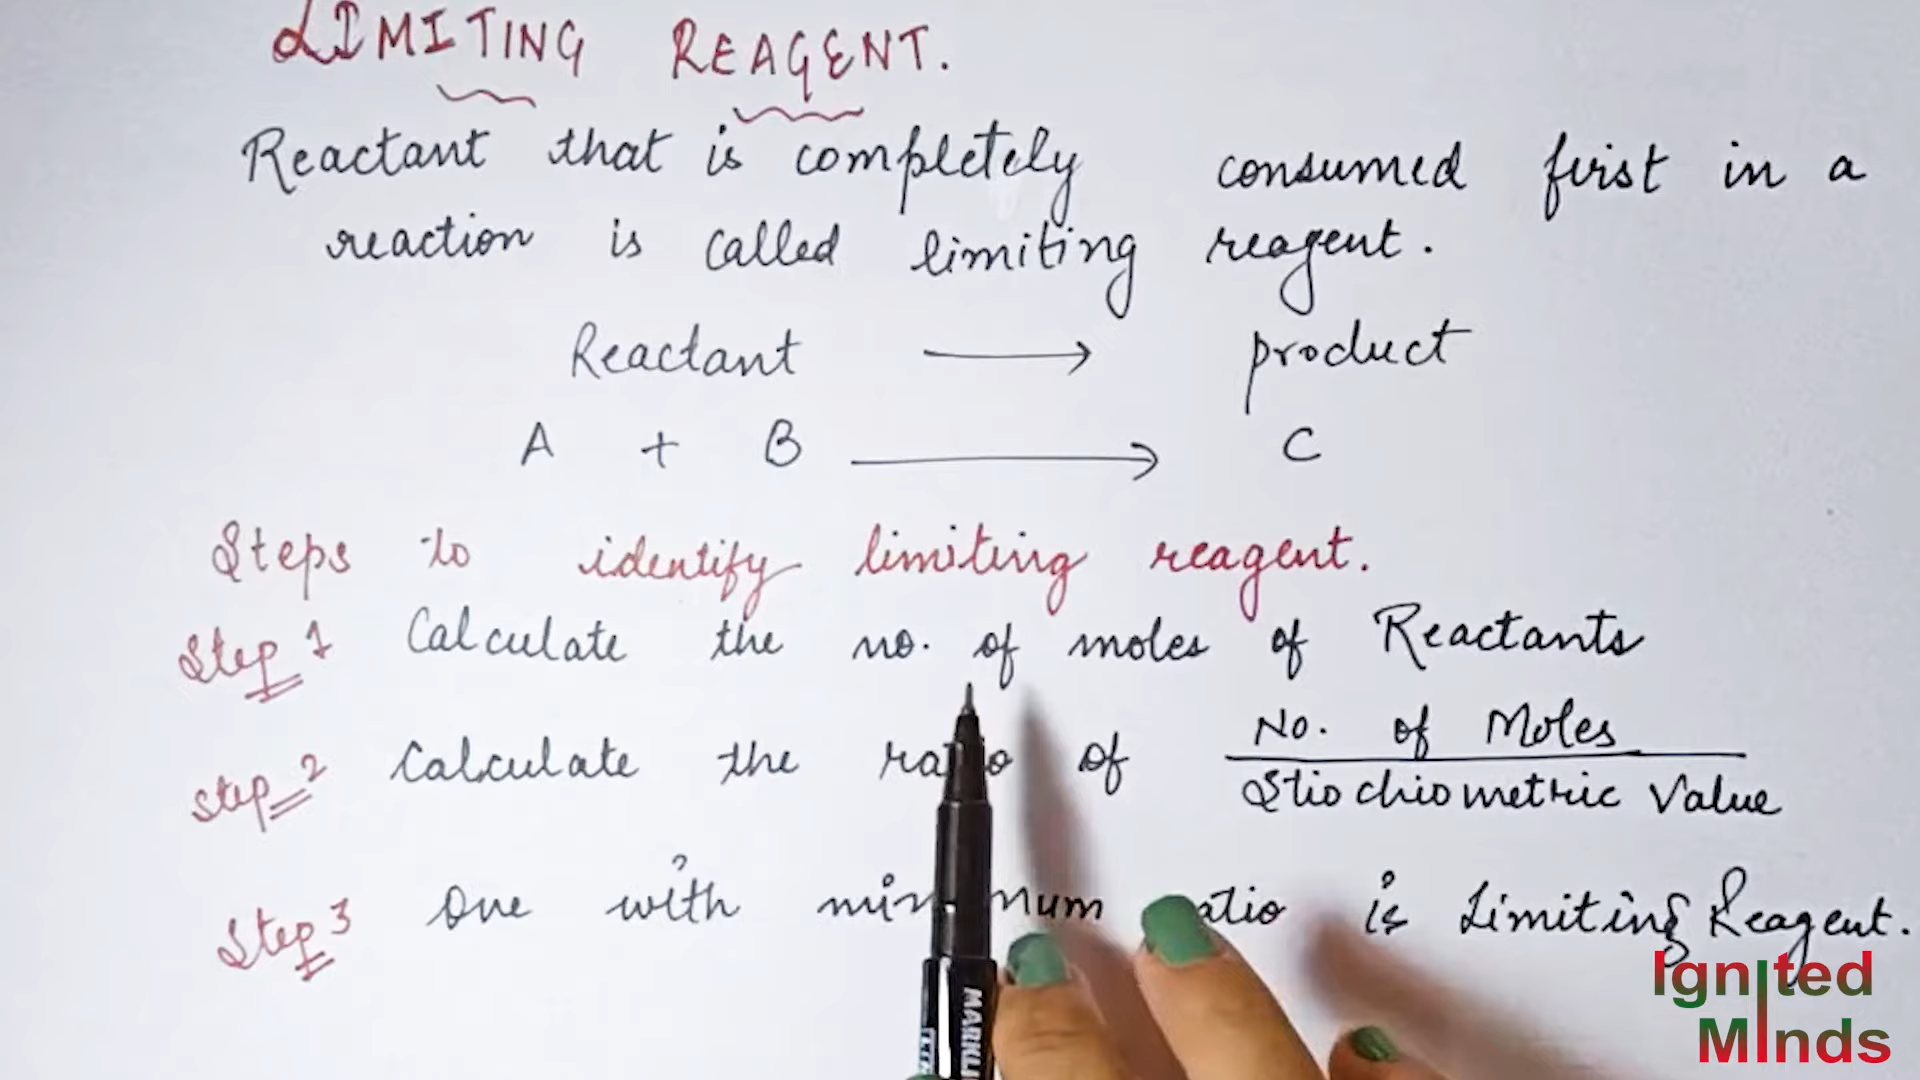 LIMITING REAGENT.
Reactant that is completely consumed first in a
reaction is called limiting reagent.
Reactant → product
A + B → C
Steps to identify limiting reagent.
Step 1 Calculate the no. of moles of Reactants
Step 2 Calculate the ratio of No. of Moles
Stiochiometric Value
Step 3 One with minimum ratio is Limiting Reagent.
Ignited
Minds